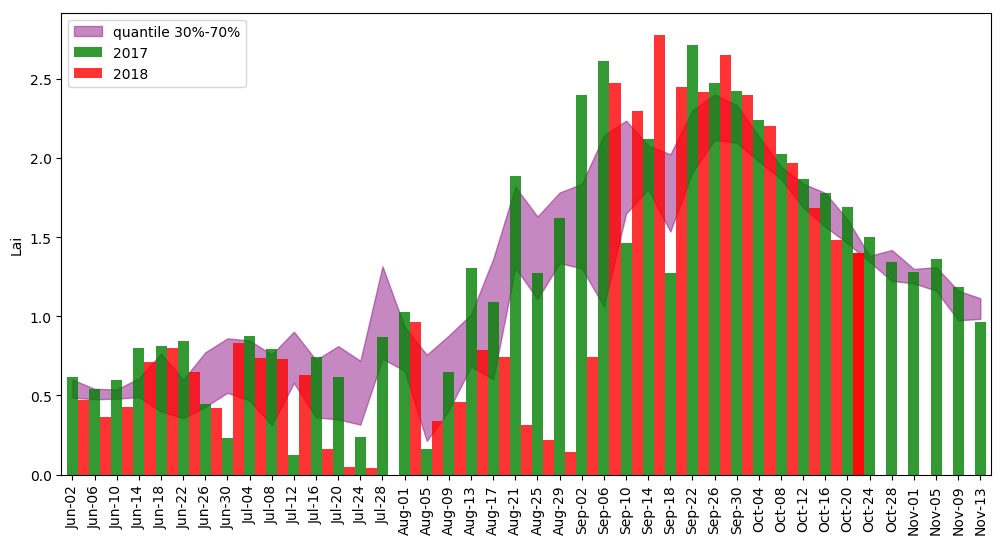 quantile 30%-70%
2017
2018
Lai
2.5
2.0
1.5
1.0
0.5
0.0
Jun-02
Jun-06
Jun-10
Jun-14
Jun-18
Jun-22
Jun-26
Jun-30
Jul-04
Jul-08
Jul-12
Jul-16
Jul-20
Jul-24
Jul-28
Aug-01
Aug-05
Aug-09
Aug-13
Aug-17
Aug-21
Aug-25
Aug-29
Sep-02
Sep-06
Sep-10
Sep-14
Sep-18
Sep-22
Sep-26
Sep-30
Oct-04
Oct-08
Oct-12
Oct-16
Oct-20
Oct-24
Oct-28
Nov-01
Nov-05
Nov-09
Nov-13